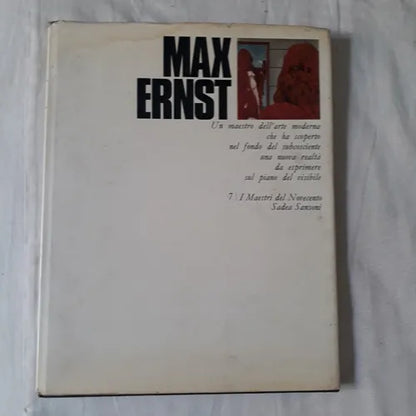 MAX
ERNST
Un maestro dell'arte moderna
che ha scoperto
nel fondo del subcosciente
una nuova realtà
da esprimere
sul piano del visibile
7 | I Maestri del Novecento
Sadea Sansoni